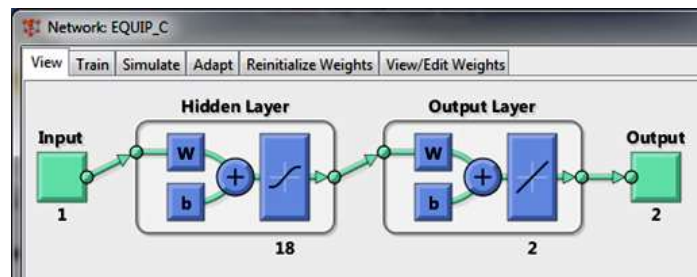 Network: EQUIP_C
View Train Simulate Adapt Reinitialize Weights View/Edit Weights
Hidden Layer Output Layer
Input Output
W W
b b
1 18 2 2